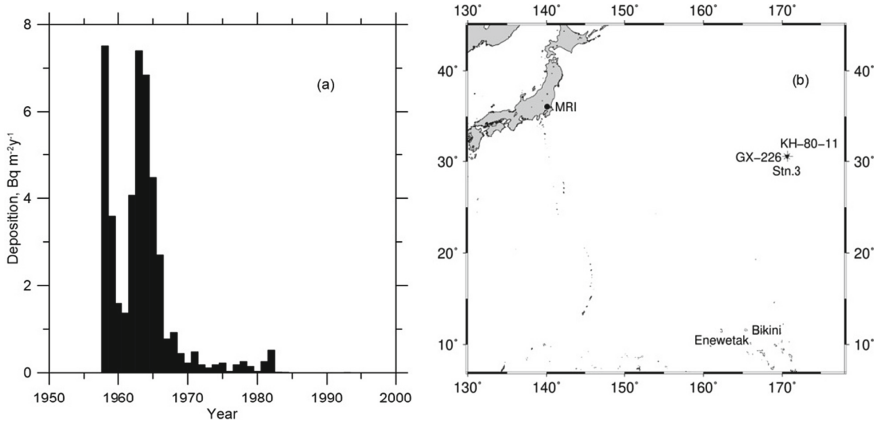 (a)
8
6
4
2
0
Deposition, Bq m⁻²y⁻¹
1950 1960 1970 1980 1990 2000
Year
130° 140° 150° 160° 170°
(b)
40° 40°
MRI
KH-80-11
30° GX-226 30°
Stn.3
20° 20°
Bikini
10° Enewetak 10°
130° 140° 150° 160° 170°